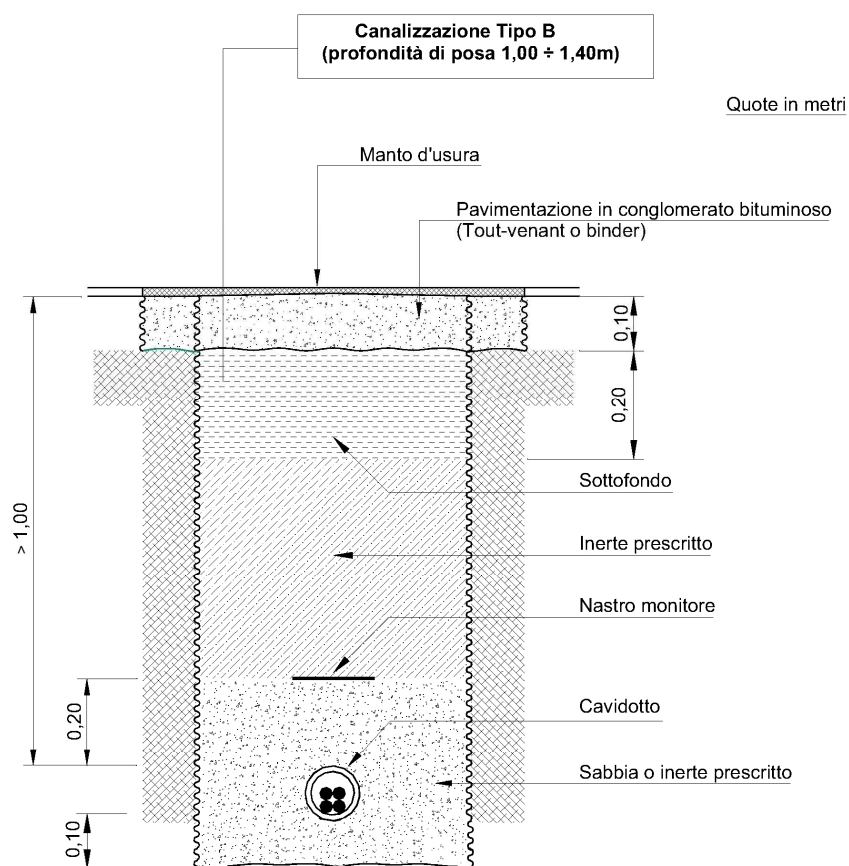 Canalizzazione Tipo B
(profondità di posa 1,00 ÷ 1,40m)
Quote in metri
Manto d'usura
Pavimentazione in conglomerato bituminoso
(Tout-venant o binder)
0,10
0,20
Sottofondo
> 1,00
Inerte prescritto
Nastro monitore
0,20
Cavidotto
Sabbia o inerte prescritto
0,10